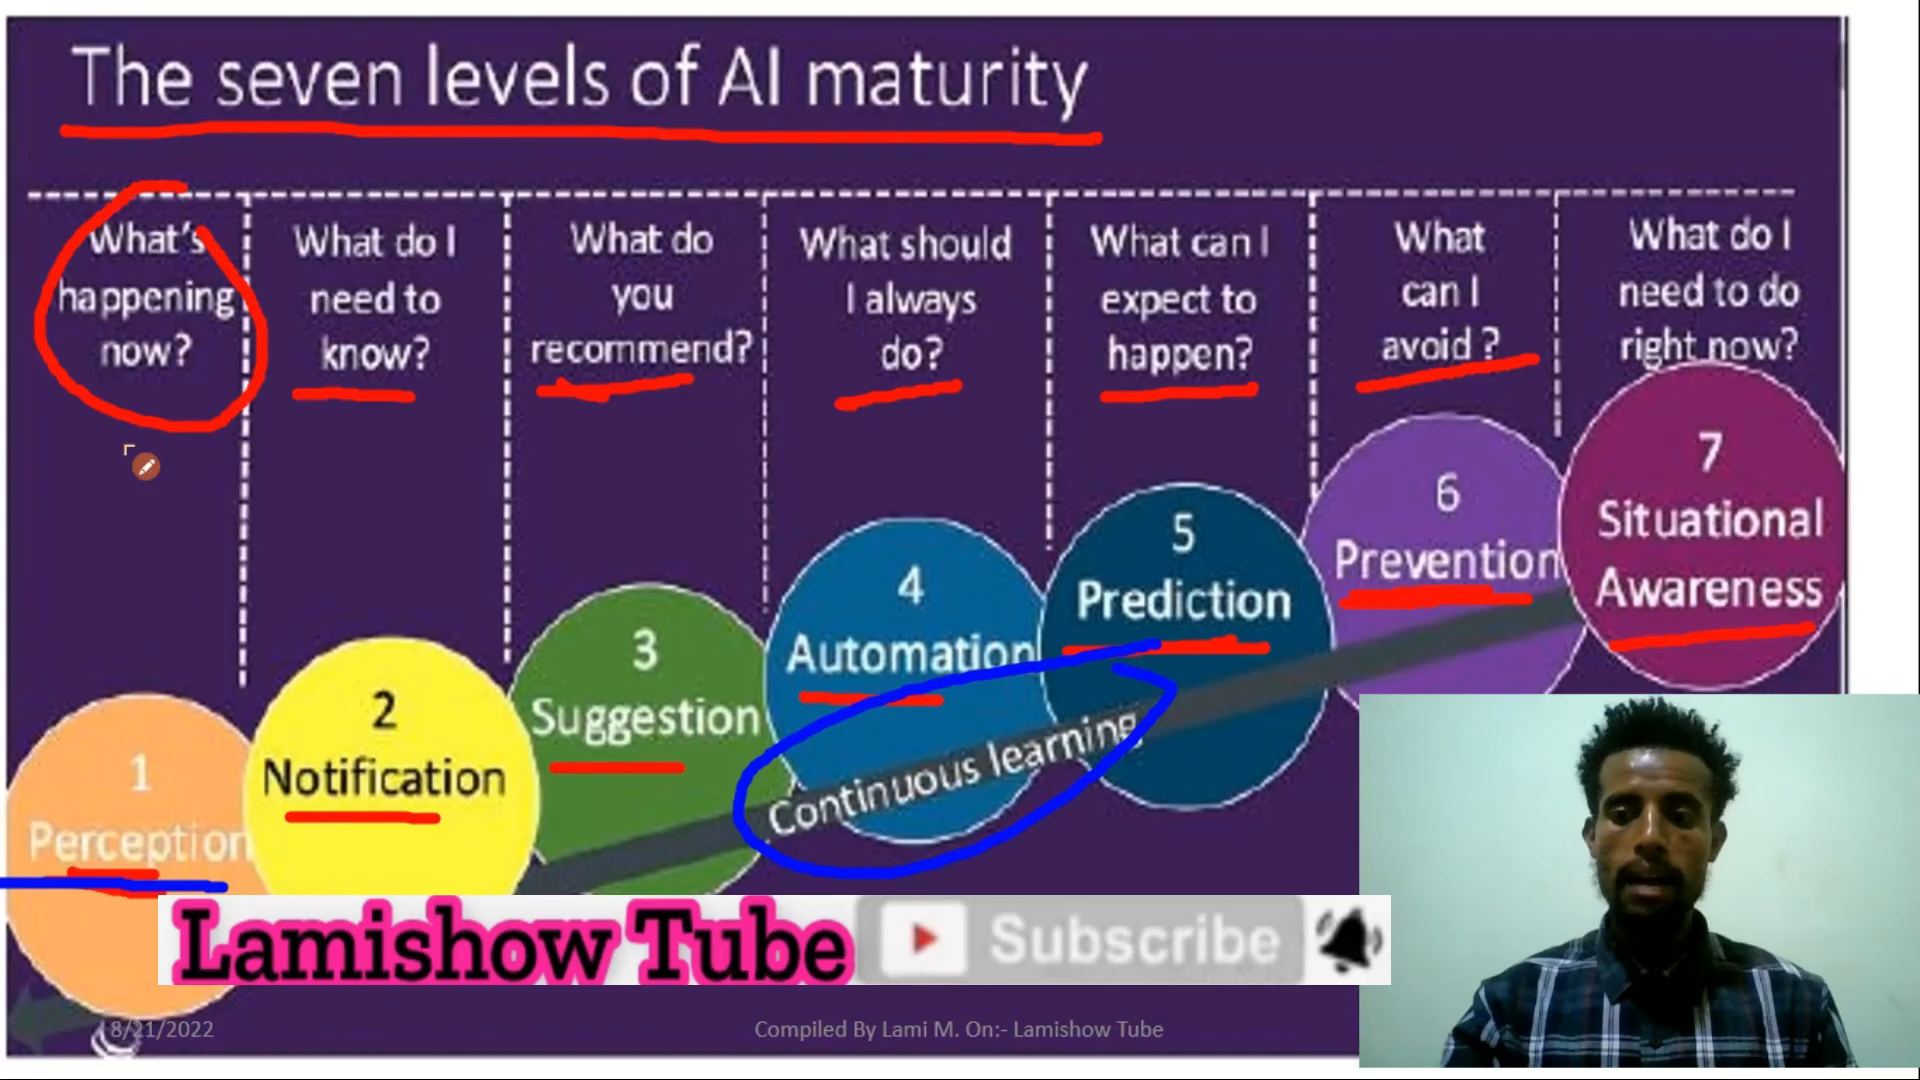 The seven levels of AI maturity
What's
happening
now?
What do I
need to
know?
What do
you
recommend?
What should
I always
do?
What can I
expect to
happen?
What
can I
avoid ?
What do I
need to do
right now?
1
Perception
2
Notification
3
Suggestion
4
Automation
5
Prediction
6
Prevention
7
Situational
Awareness
Continuous learning
Lamishow Tube
Subscribe
8/21/2022
Compiled By Lami M. On:- Lamishow Tube